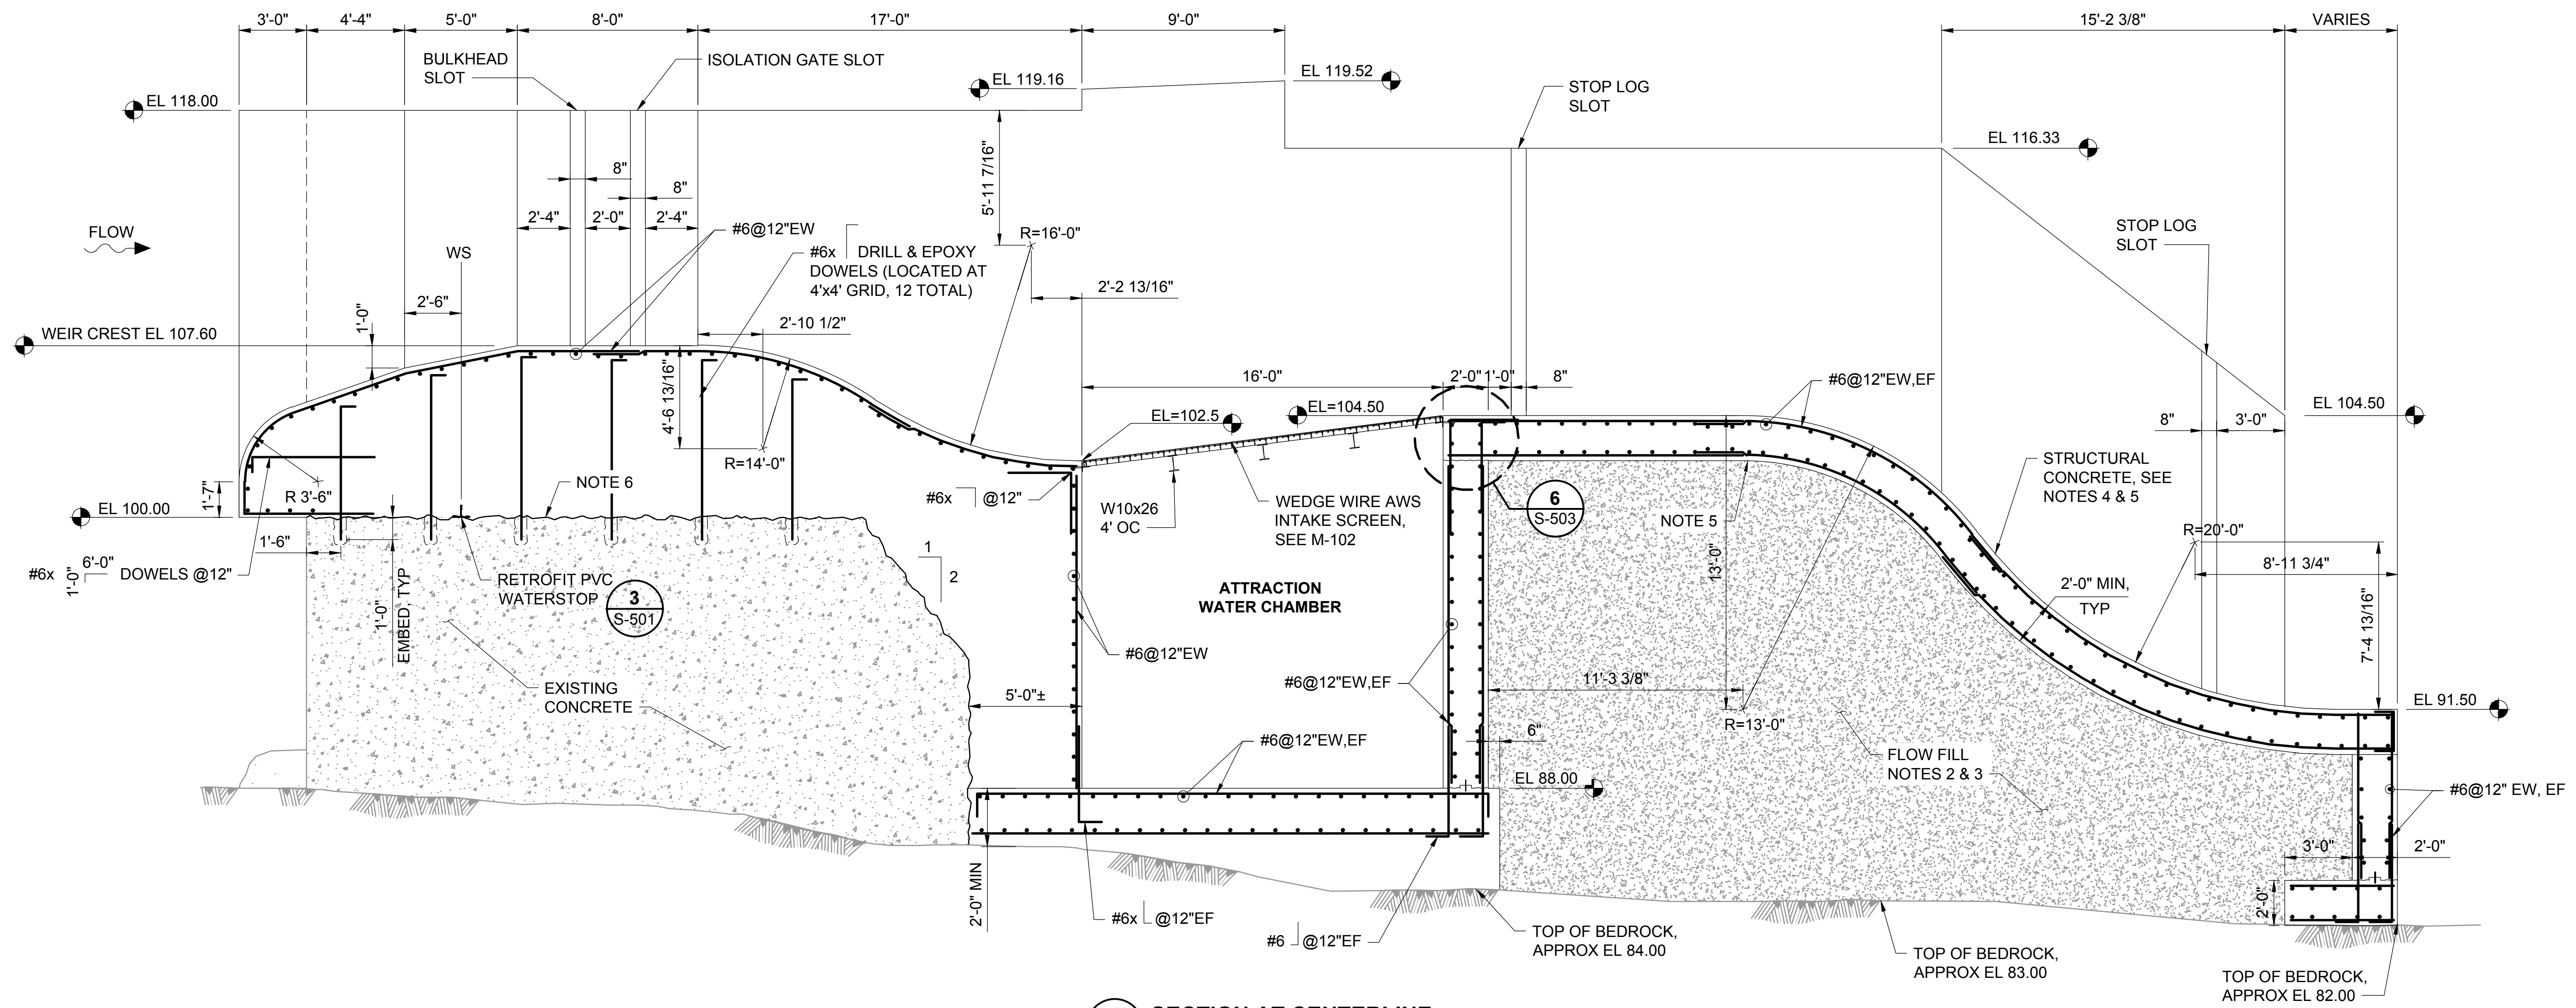 3'-0"
4'-4"
5'-0"
8'-0"
17'-0"
9'-0"
15'-2 3/8"
VARIES
BULKHEAD
SLOT
ISOLATION GATE SLOT
EL 119.16
EL 119.52
STOP LOG
SLOT
EL 118.00
EL 116.33
8"
8"
5'-11 7/16"
2'-4"
2'-0"
2'-4"
#6@12"EW
FLOW
WS
R=16'-0"
STOP LOG
SLOT
#6x DRILL & EPOXY
DOWELS (LOCATED AT
4'x4' GRID, 12 TOTAL)
2'-6"
1'-0"
2'-2 13/16"
2'-10 1/2"
WEIR CREST EL 107.60
4'-6 13/16"
R=14'-0"
16'-0"
2'-0"
1'-0"
8"
#6@12"EW,EF
EL=102.5
EL=104.50
EL 104.50
8"
3'-0"
R 3'-6"
1'-7"
NOTE 6
#6x @12"
W10x26
4' OC
WEDGE WIRE AWS
INTAKE SCREEN,
SEE M-102
6
S-503
NOTE 5
STRUCTURAL
CONCRETE, SEE
NOTES 4 & 5
EL 100.00
R=20'-0"
8'-11 3/4"
1'-6"
6'-0"
#6x
1'-0"
DOWELS @12"
1'-0"
EMBED, TYP
RETROFIT PVC
WATERSTOP
3
S-501
1
2
ATTRACTION
WATER CHAMBER
13'-0"
2'-0" MIN,
TYP
7'-4 13/16"
#6@12"EW
EXISTING
CONCRETE
5'-0"±
#6@12"EW,EF
11'-3 3/8"
R=13'-0"
EL 91.50
#6@12"EW,EF
6"
FLOW FILL
NOTES 2 & 3
EL 88.00
#6@12" EW, EF
2'-0" MIN
3'-0"
2'-0"
2'-0"
#6x @12"EF
#6 @12"EF
TOP OF BEDROCK,
APPROX EL 84.00
TOP OF BEDROCK,
APPROX EL 83.00
TOP OF BEDROCK,
APPROX EL 82.00
SECTION AT CENTERLINE